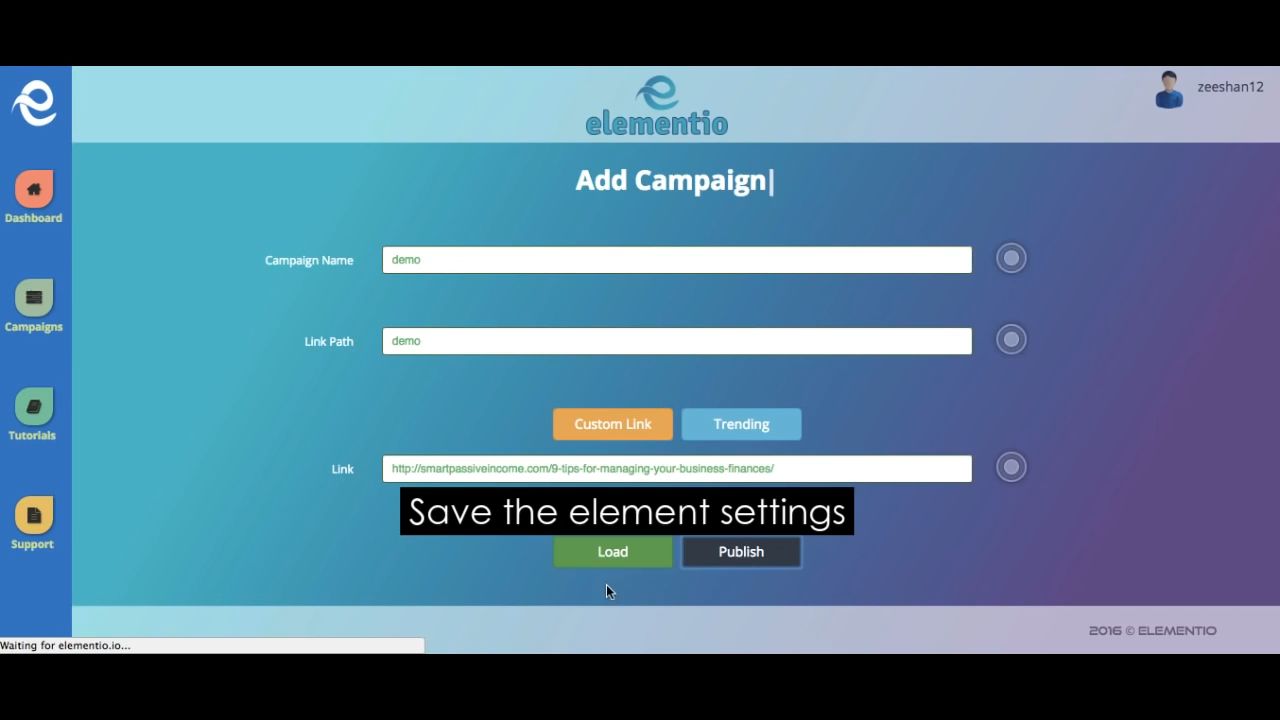 elementio
zeeshan12
Add Campaign|
Dashboard
Campaign Name
demo
Campaigns
Link Path
demo
Custom Link
Trending
Tutorials
Link
http://smartpassiveincome.com/9-tips-for-managing-your-business-finances/
Save the element settings
Support
Load
Publish
2016 © ELEMENTIO
Waiting for elementio.io...